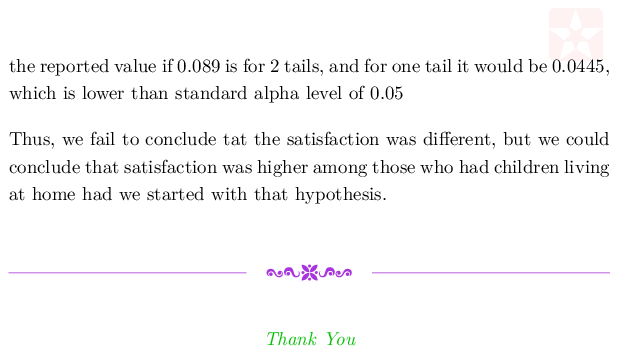 the reported value if 0.089 is for 2 tails, and for one tail it would be 0.0445,
which is lower than standard alpha level of 0.05
Thus, we fail to conclude tat the satisfaction was different, but we could
conclude that satisfaction was higher among those who had children living
at home had we started with that hypothesis.
Thank You